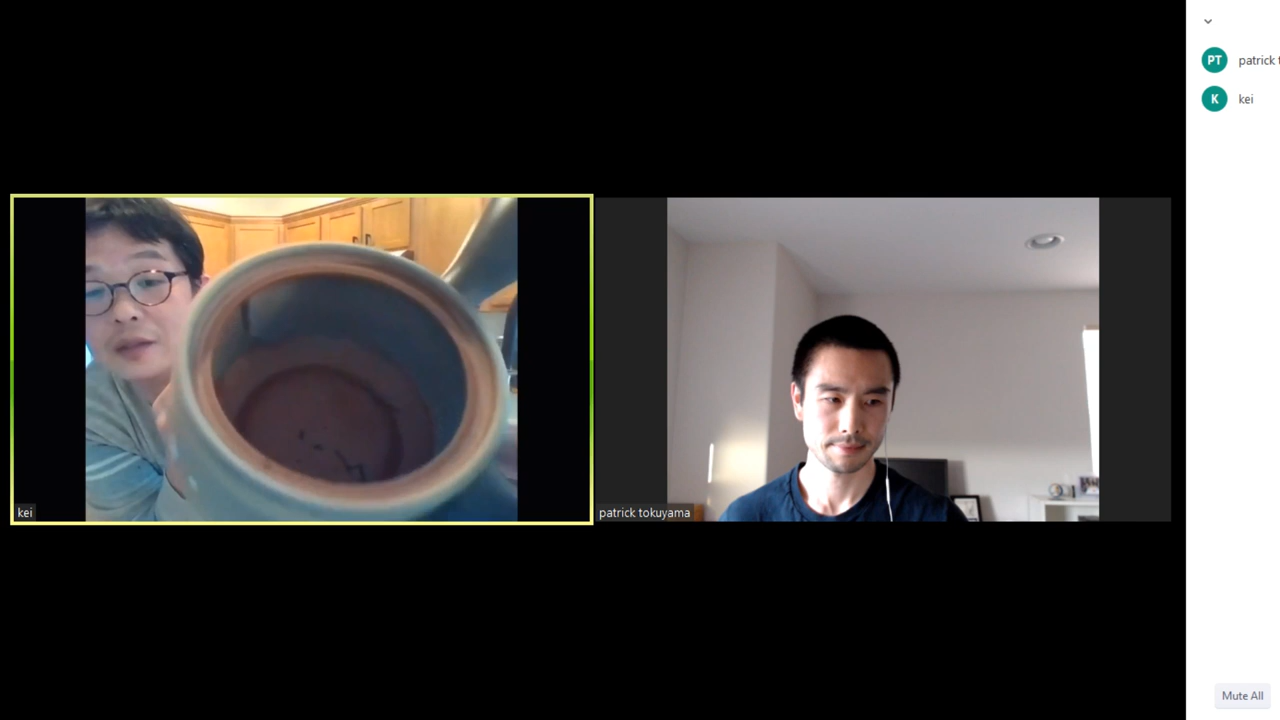 PT patrick
K kei
kei
patrick tokuyama
Mute All